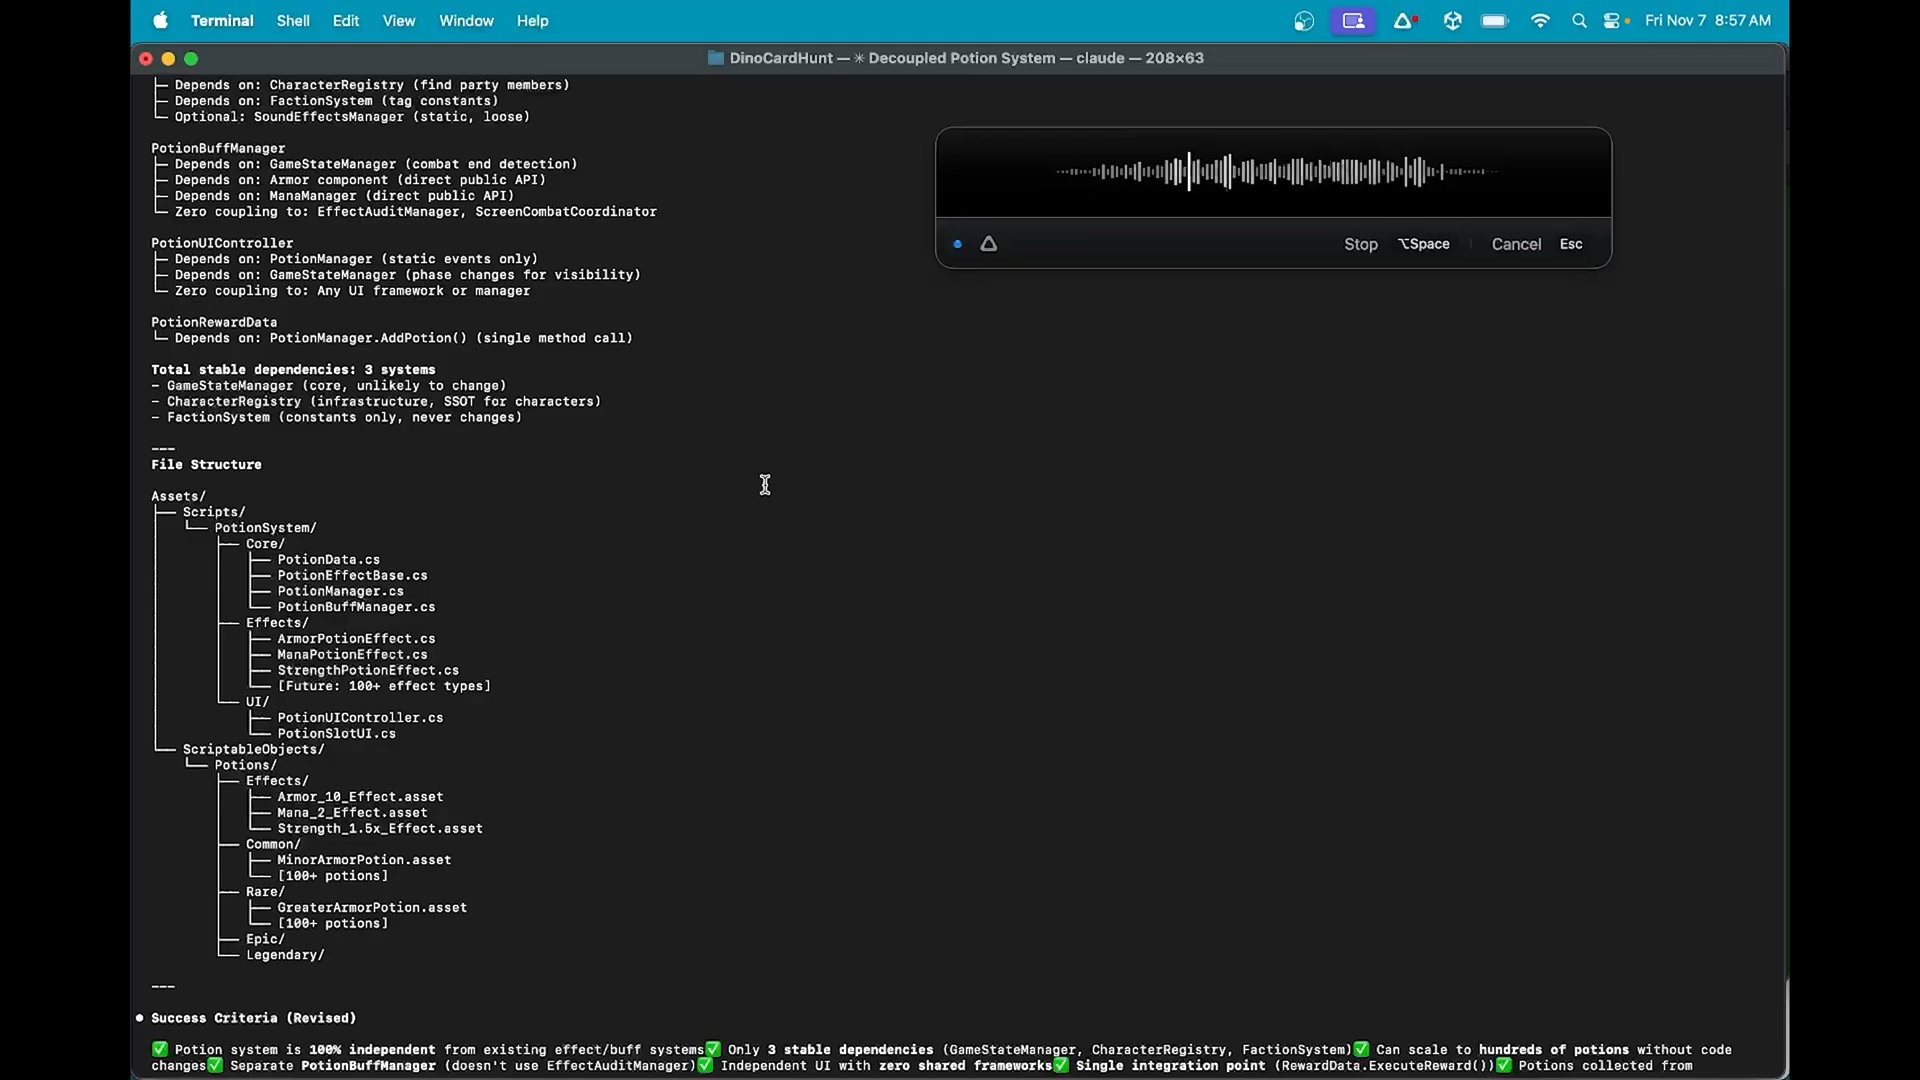 Terminal Shell Edit View Window Help Fri Nov 7 8:57 AM
DinoCardHunt — ✳ Decoupled Potion System — claude — 208×63
├─ Depends on: CharacterRegistry (find party members)
├─ Depends on: FactionSystem (tag constants)
└─ Optional: SoundEffectsManager (static, loose)
PotionBuffManager
├─ Depends on: GameStateManager (combat end detection)
├─ Depends on: Armor component (direct public API)
├─ Depends on: ManaManager (direct public API)
└─ Zero coupling to: EffectAuditManager, ScreenCombatCoordinator
Stop ⌥Space Cancel Esc
PotionUIController
├─ Depends on: PotionManager (static events only)
├─ Depends on: GameStateManager (phase changes for visibility)
└─ Zero coupling to: Any UI framework or manager
PotionRewardData
└─ Depends on: PotionManager.AddPotion() (single method call)
Total stable dependencies: 3 systems
- GameStateManager (core, unlikely to change)
- CharacterRegistry (infrastructure, SSOT for characters)
- FactionSystem (constants only, never changes)
---
File Structure
Assets/
├── Scripts/
│   └── PotionSystem/
│       ├── Core/
│       │   ├── PotionData.cs
│       │   ├── PotionEffectBase.cs
│       │   ├── PotionManager.cs
│       │   └── PotionBuffManager.cs
│       ├── Effects/
│       │   ├── ArmorPotionEffect.cs
│       │   ├── ManaPotionEffect.cs
│       │   ├── StrengthPotionEffect.cs
│       │   └── [Future: 100+ effect types]
│       └── UI/
│           ├── PotionUIController.cs
│           └── PotionSlotUI.cs
└── ScriptableObjects/
    └── Potions/
        ├── Effects/
        │   ├── Armor_10_Effect.asset
        │   ├── Mana_2_Effect.asset
        │   └── Strength_1.5x_Effect.asset
        ├── Common/
        │   ├── MinorArmorPotion.asset
        │   └── [100+ potions]
        ├── Rare/
        │   ├── GreaterArmorPotion.asset
        │   └── [100+ potions]
        ├── Epic/
        └── Legendary/
---
● Success Criteria (Revised)
✅ Potion system is 100% independent from existing effect/buff systems✅ Only 3 stable dependencies (GameStateManager, CharacterRegistry, FactionSystem)✅ Can scale to hundreds of potions without code
changes✅ Separate PotionBuffManager (doesn't use EffectAuditManager)✅ Independent UI with zero shared frameworks✅ Single integration point (RewardData.ExecuteReward())✅ Potions collected from